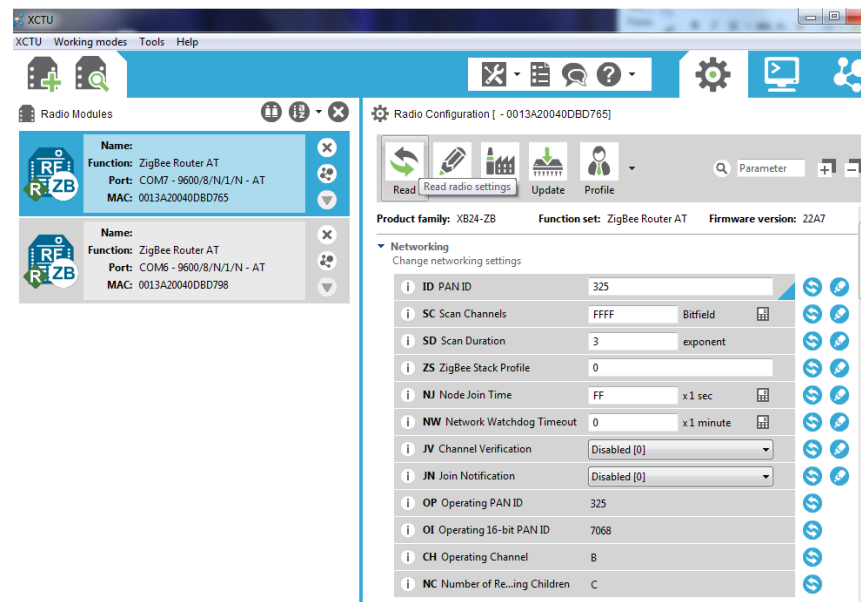 XCTU
XCTU Working modes Tools Help
Radio Modules
Radio Configuration [ - 0013A20040DBD765]
Name:
Function: ZigBee Router AT
Port: COM7 - 9600/8/N/1/N - AT
MAC: 0013A20040DBD765
RF
R ZB
Name:
Function: ZigBee Router AT
Port: COM6 - 9600/8/N/1/N - AT
MAC: 0013A20040DBD798
RF
R ZB
Read Read radio settings Update Profile
Parameter
Product family: XB24-ZB Function set: ZigBee Router AT Firmware version: 22A7
Networking
Change networking settings
i ID PAN ID 325
i SC Scan Channels FFFF Bitfield
i SD Scan Duration 3 exponent
i ZS ZigBee Stack Profile 0
i NJ Node Join Time FF x 1 sec
i NW Network Watchdog Timeout 0 x 1 minute
i JV Channel Verification Disabled [0]
i JN Join Notification Disabled [0]
i OP Operating PAN ID 325
i OI Operating 16-bit PAN ID 7068
i CH Operating Channel B
i NC Number of Re...ing Children C